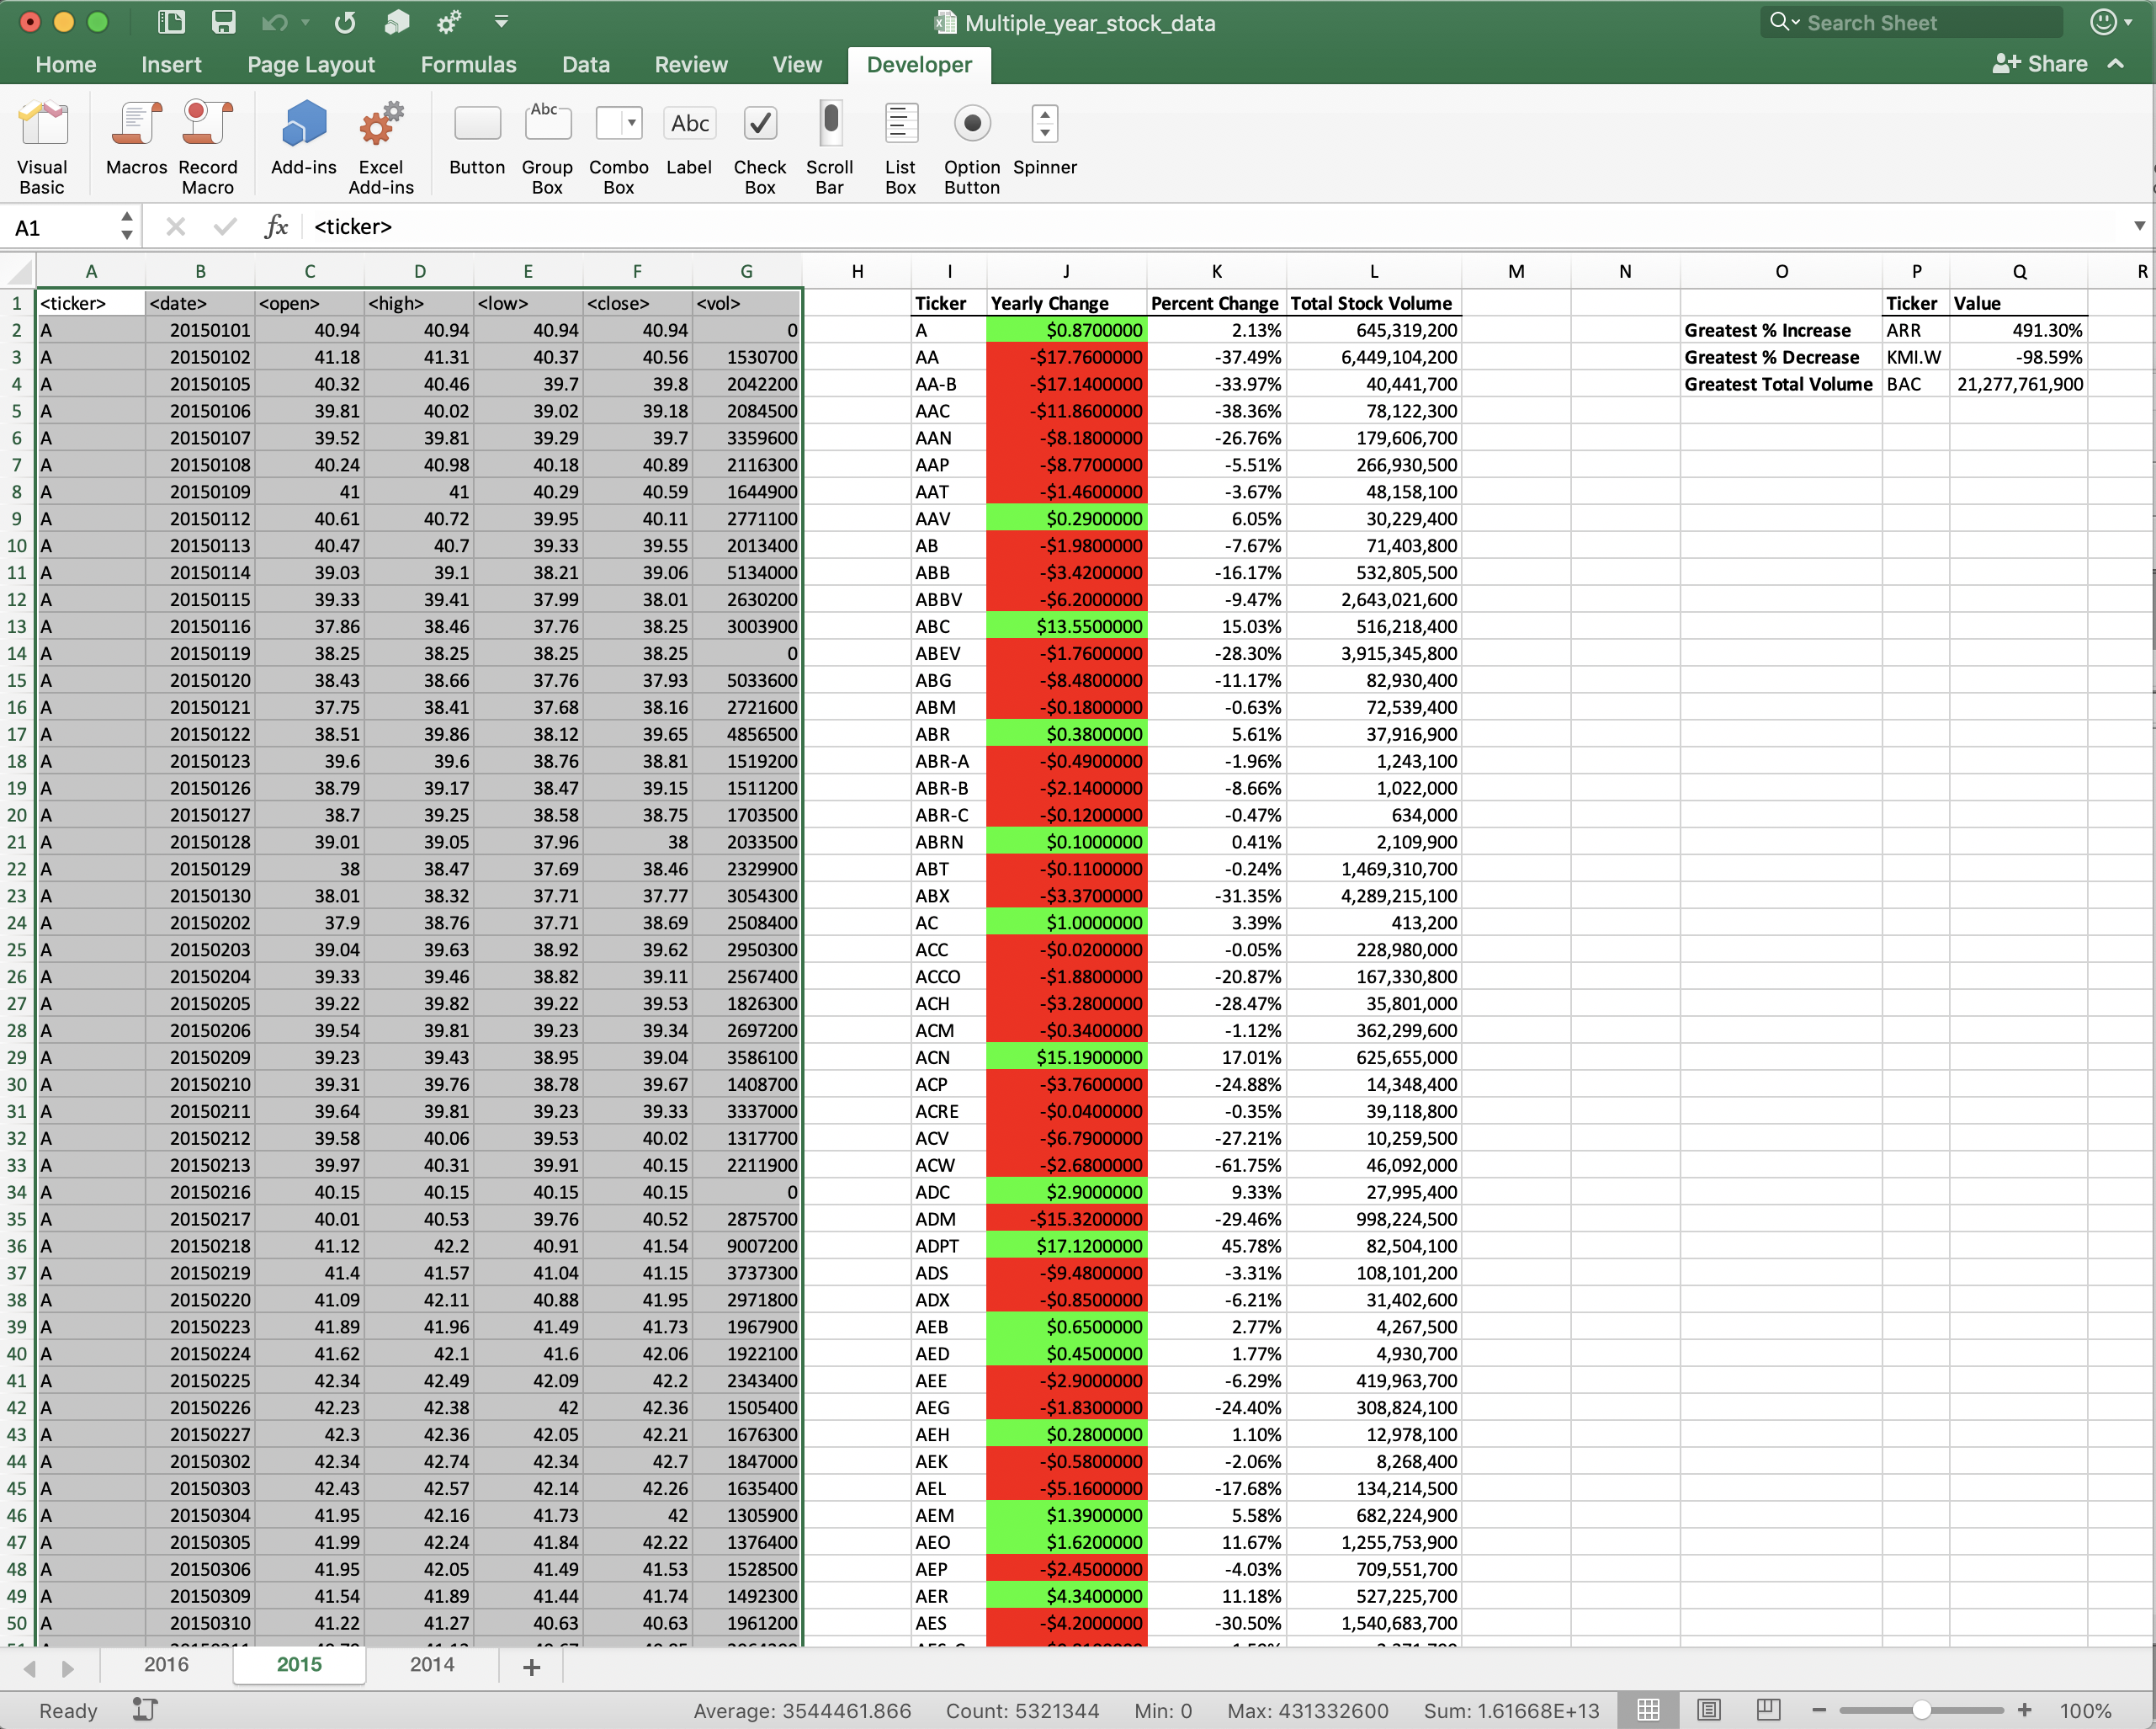 Multiple_year_stock_data
Search Sheet
Home Insert Page Layout Formulas Data Review View Developer Share
Visual Basic Macros Record Macro Add-ins Excel Add-ins Button Group Box Combo Box Label Check Box Scroll Bar List Box Option Button Spinner
Abc Abc
A1 fx <ticker>
A B C D E F G H I J K L M N O P Q R
1 <ticker> <date> <open> <high> <low> <close> <vol> Ticker Yearly Change Percent Change Total Stock Volume Ticker Value
2 A 20150101 40.94 40.94 40.94 40.94 0 A $0.8700000 2.13% 645,319,200 Greatest % Increase ARR 491.30%
3 A 20150102 41.18 41.31 40.37 40.56 1530700 AA -$17.7600000 -37.49% 6,449,104,200 Greatest % Decrease KMI.W -98.59%
4 A 20150105 40.32 40.46 39.7 39.8 2042200 AA-B -$17.1400000 -33.97% 40,441,700 Greatest Total Volume BAC 21,277,761,900
5 A 20150106 39.81 40.02 39.02 39.18 2084500 AAC -$11.8600000 -38.36% 78,122,300
6 A 20150107 39.52 39.81 39.29 39.7 3359600 AAN -$8.1800000 -26.76% 179,606,700
7 A 20150108 40.24 40.98 40.18 40.89 2116300 AAP -$8.7700000 -5.51% 266,930,500
8 A 20150109 41 41 40.29 40.59 1644900 AAT -$1.4600000 -3.67% 48,158,100
9 A 20150112 40.61 40.72 39.95 40.11 2771100 AAV $0.2900000 6.05% 30,229,400
10 A 20150113 40.47 40.7 39.33 39.55 2013400 AB -$1.9800000 -7.67% 71,403,800
11 A 20150114 39.03 39.1 38.21 39.06 5134000 ABB -$3.4200000 -16.17% 532,805,500
12 A 20150115 39.33 39.41 37.99 38.01 2630200 ABBV -$6.2000000 -9.47% 2,643,021,600
13 A 20150116 37.86 38.46 37.76 38.25 3003900 ABC $13.5500000 15.03% 516,218,400
14 A 20150119 38.25 38.25 38.25 38.25 0 ABEV -$1.7600000 -28.30% 3,915,345,800
15 A 20150120 38.43 38.66 37.76 37.93 5033600 ABG -$8.4800000 -11.17% 82,930,400
16 A 20150121 37.75 38.41 37.68 38.16 2721600 ABM -$0.1800000 -0.63% 72,539,400
17 A 20150122 38.51 39.86 38.12 39.65 4856500 ABR $0.3800000 5.61% 37,916,900
18 A 20150123 39.6 39.6 38.76 38.81 1519200 ABR-A -$0.4900000 -1.96% 1,243,100
19 A 20150126 38.79 39.17 38.47 39.15 1511200 ABR-B -$2.1400000 -8.66% 1,022,000
20 A 20150127 38.7 39.25 38.58 38.75 1703500 ABR-C -$0.1200000 -0.47% 634,000
21 A 20150128 39.01 39.05 37.96 38 2033500 ABRN $0.1000000 0.41% 2,109,900
22 A 20150129 38 38.47 37.69 38.46 2329900 ABT -$0.1100000 -0.24% 1,469,310,700
23 A 20150130 38.01 38.32 37.71 37.77 3054300 ABX -$3.3700000 -31.35% 4,289,215,100
24 A 20150202 37.9 38.76 37.71 38.69 2508400 AC $1.0000000 3.39% 413,200
25 A 20150203 39.04 39.63 38.92 39.62 2950300 ACC -$0.0200000 -0.05% 228,980,000
26 A 20150204 39.33 39.46 38.82 39.11 2567400 ACCO -$1.8800000 -20.87% 167,330,800
27 A 20150205 39.22 39.82 39.22 39.53 1826300 ACH -$3.2800000 -28.47% 35,801,000
28 A 20150206 39.54 39.81 39.23 39.34 2697200 ACM -$0.3400000 -1.12% 362,299,600
29 A 20150209 39.23 39.43 38.95 39.04 3586100 ACN $15.1900000 17.01% 625,655,000
30 A 20150210 39.31 39.76 38.78 39.67 1408700 ACP -$3.7600000 -24.88% 14,348,400
31 A 20150211 39.64 39.81 39.23 39.33 3337000 ACRE -$0.0400000 -0.35% 39,118,800
32 A 20150212 39.58 40.06 39.53 40.02 1317700 ACV -$6.7900000 -27.21% 10,259,500
33 A 20150213 39.97 40.31 39.91 40.15 2211900 ACW -$2.6800000 -61.75% 46,092,000
34 A 20150216 40.15 40.15 40.15 40.15 0 ADC $2.9000000 9.33% 27,995,400
35 A 20150217 40.01 40.53 39.76 40.52 2875700 ADM -$15.3200000 -29.46% 998,224,500
36 A 20150218 41.12 42.2 40.91 41.54 9007200 ADPT $17.1200000 45.78% 82,504,100
37 A 20150219 41.4 41.57 41.04 41.15 3737300 ADS -$9.4800000 -3.31% 108,101,200
38 A 20150220 41.09 42.11 40.88 41.95 2971800 ADX -$0.8500000 -6.21% 31,402,600
39 A 20150223 41.89 41.96 41.49 41.73 1967900 AEB $0.6500000 2.77% 4,267,500
40 A 20150224 41.62 42.1 41.6 42.06 1922100 AED $0.4500000 1.77% 4,930,700
41 A 20150225 42.34 42.49 42.09 42.2 2343400 AEE -$2.9000000 -6.29% 419,963,700
42 A 20150226 42.23 42.38 42 42.36 1505400 AEG -$1.8300000 -24.40% 308,824,100
43 A 20150227 42.3 42.36 42.05 42.21 1676300 AEH $0.2800000 1.10% 12,978,100
44 A 20150302 42.34 42.74 42.34 42.7 1847000 AEK -$0.5800000 -2.06% 8,268,400
45 A 20150303 42.43 42.57 42.14 42.26 1635400 AEL -$5.1600000 -17.68% 134,214,500
46 A 20150304 41.95 42.16 41.73 42 1305900 AEM $1.3900000 5.58% 682,224,900
47 A 20150305 41.99 42.24 41.84 42.22 1376400 AEO $1.6200000 11.67% 1,255,753,900
48 A 20150306 41.95 42.05 41.49 41.53 1528500 AEP -$2.4500000 -4.03% 709,551,700
49 A 20150309 41.54 41.89 41.44 41.74 1492300 AER $4.3400000 11.18% 527,225,700
50 A 20150310 41.22 41.27 40.63 40.63 1961200 AES -$4.2000000 -30.50% 1,540,683,700
2016 2015 2014 +
Ready Average: 3544461.866 Count: 5321344 Min: 0 Max: 431332600 Sum: 1.61668E+13 100%